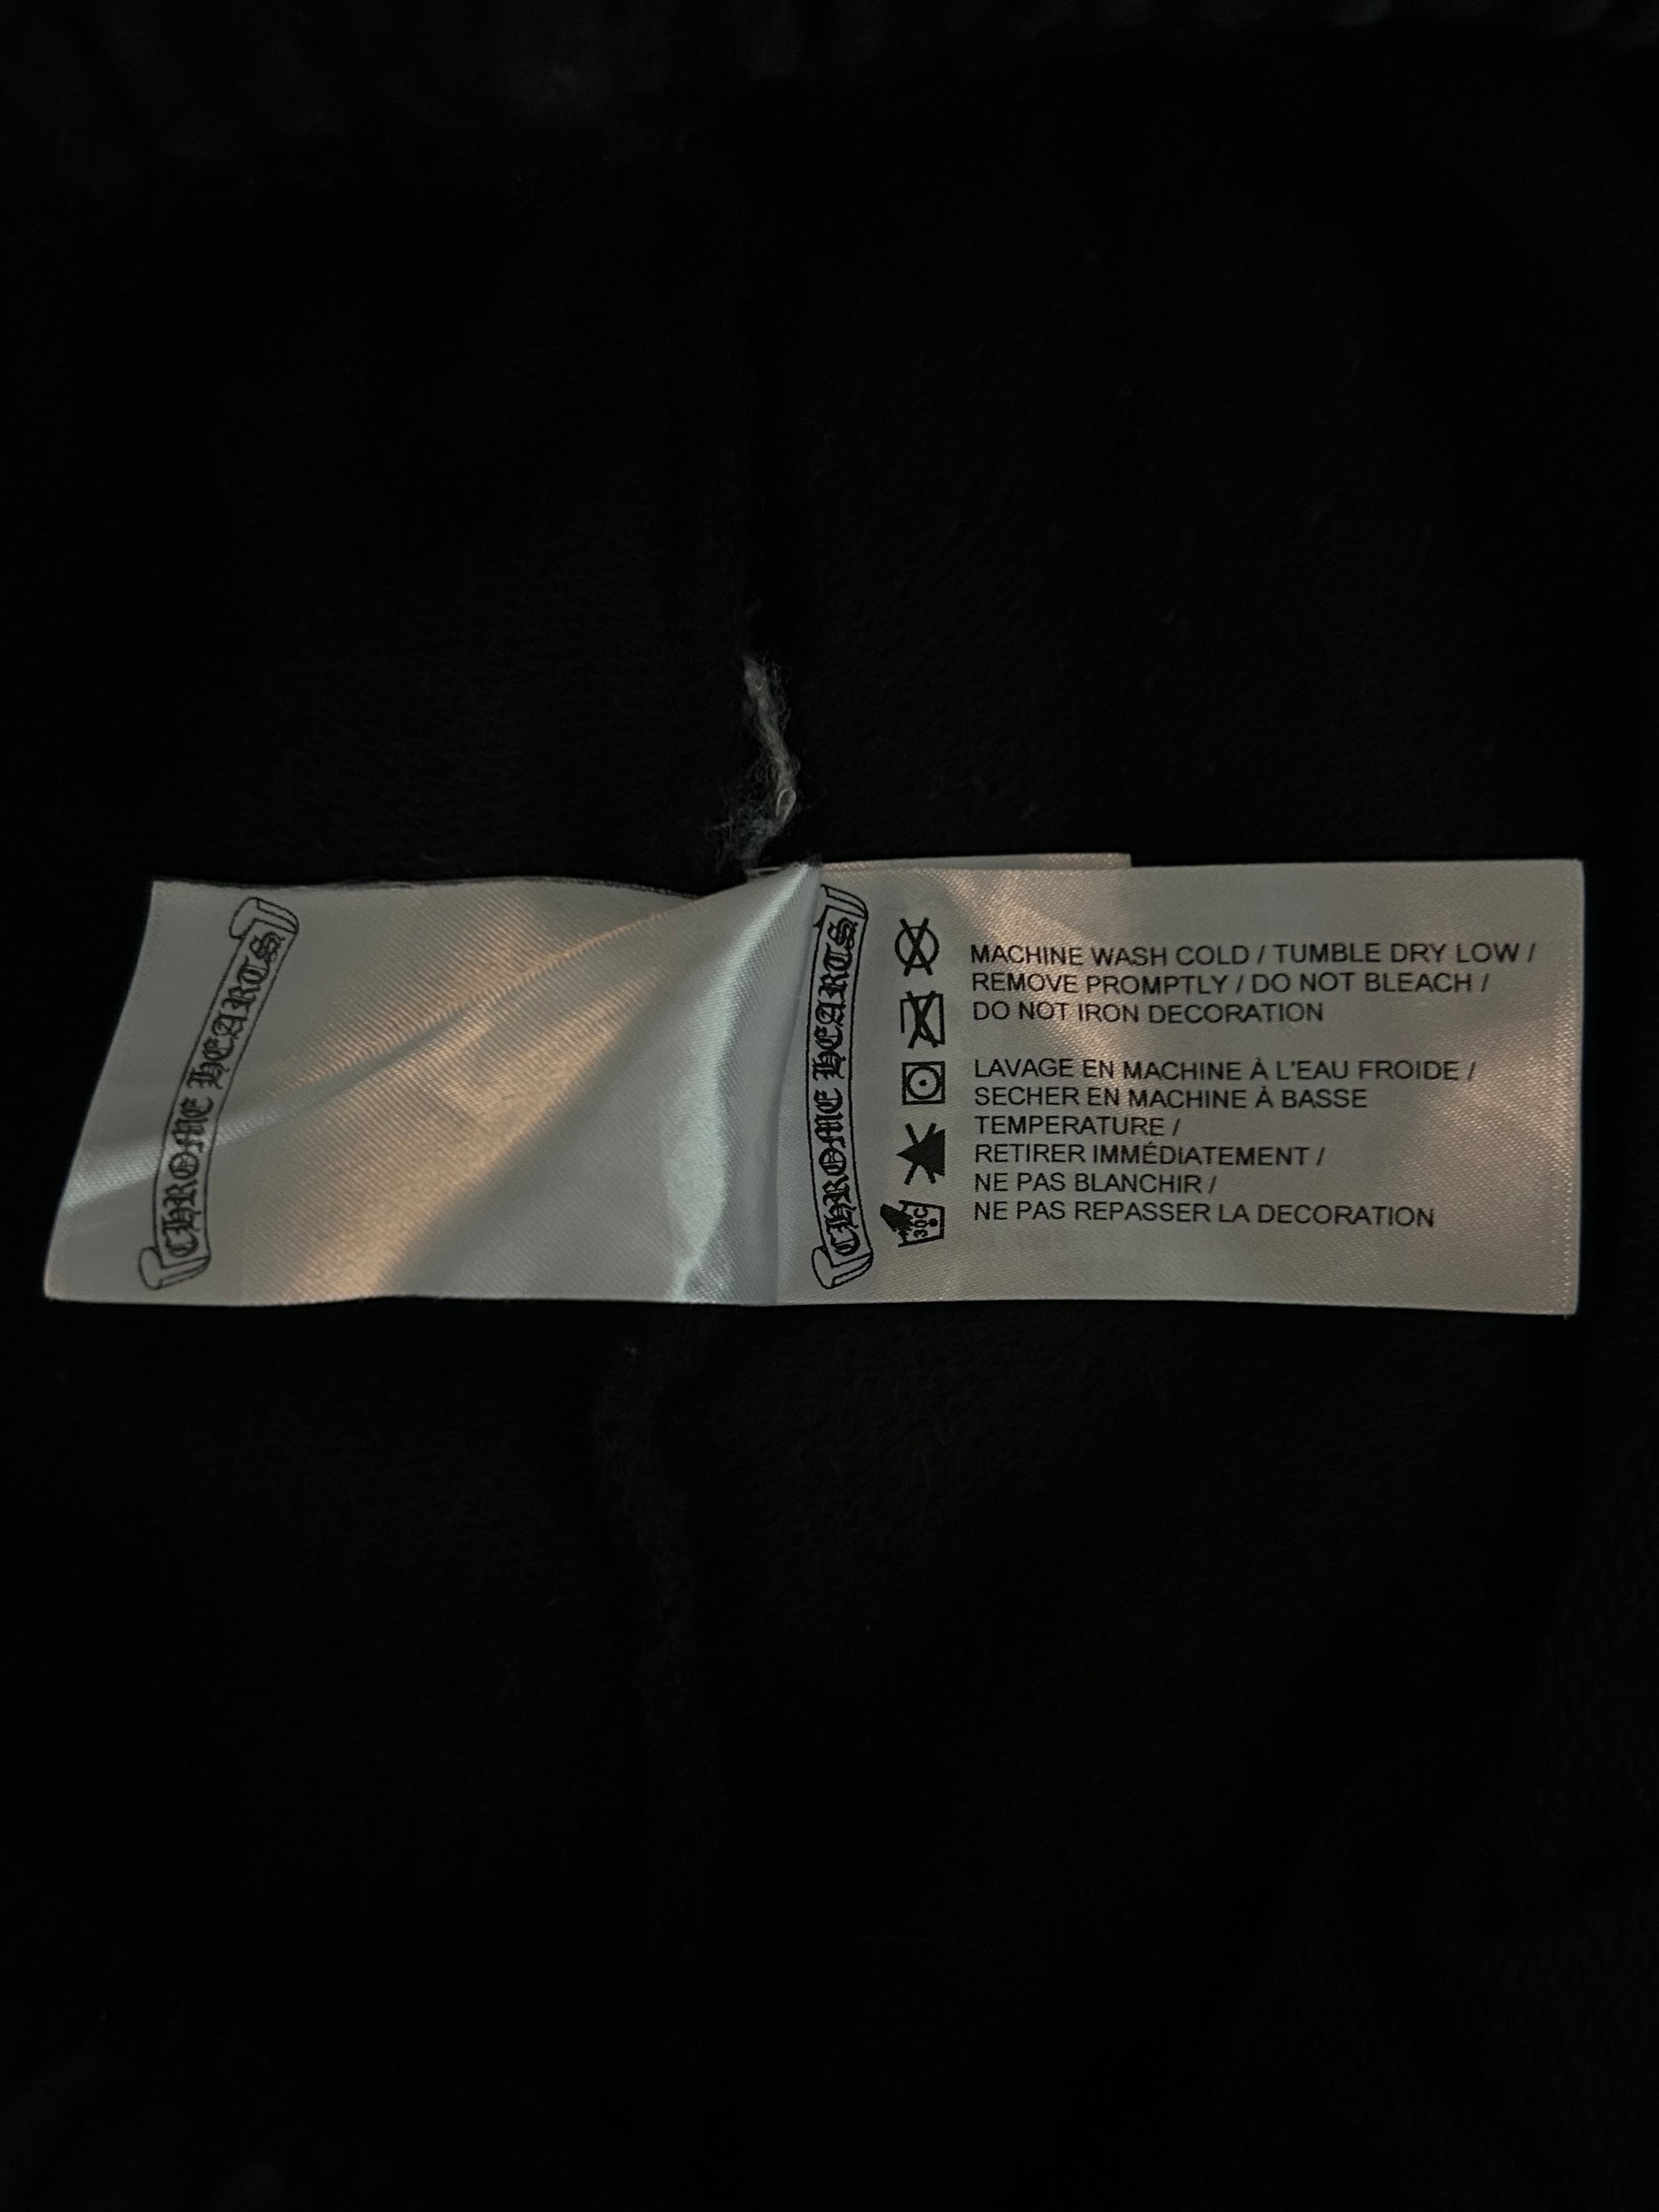 CHROME HEARTS
CHROME HEARTS
MACHINE WASH COLD / TUMBLE DRY LOW /
REMOVE PROMPTLY / DO NOT BLEACH /
DO NOT IRON DECORATION
LAVAGE EN MACHINE À L'EAU FROIDE /
SECHER EN MACHINE À BASSE
TEMPERATURE /
RETIRER IMMÉDIATEMENT /
NE PAS BLANCHIR /
NE PAS REPASSER LA DECORATION
30C